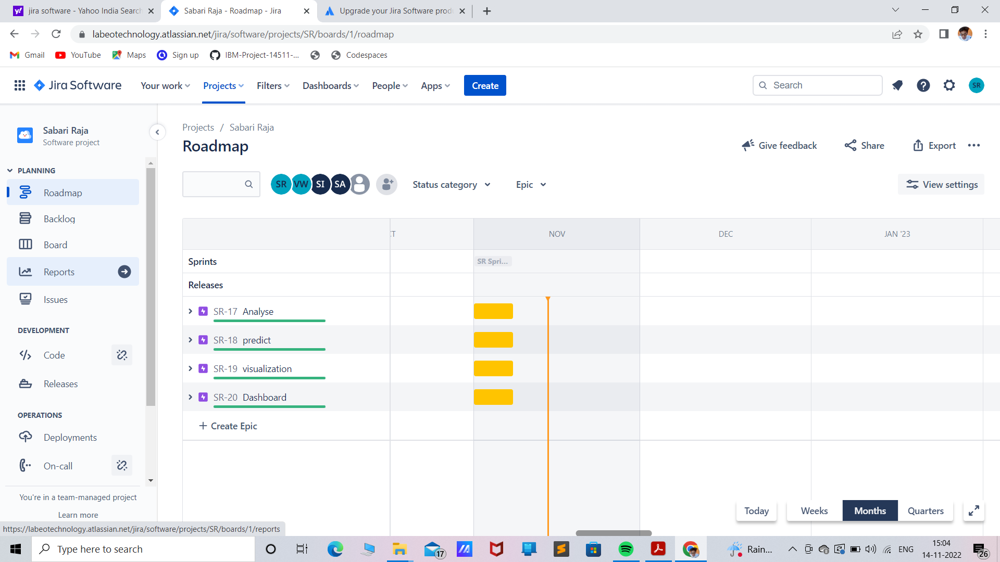 jira software - Yahoo India Search
Sabari Raja - Roadmap - Jira
Upgrade your Jira Software prod
labeotechnology.atlassian.net/jira/software/projects/SR/boards/1/roadmap
Gmail YouTube Maps Sign up IBM-Project-14511-... Codespaces
Jira Software Your work Projects Filters Dashboards People Apps Create Search SR
Sabari Raja
Software project
PLANNING
Roadmap
Backlog
Board
Reports
Issues
DEVELOPMENT
Code
Releases
OPERATIONS
Deployments
On-call
You're in a team-managed project
Learn more
Projects / Sabari Raja
Roadmap
Give feedback Share Export
SR VW SI SA Status category Epic View settings
CT NOV DEC JAN '23
Sprints SR Spri...
Releases
SR-17 Analyse
SR-18 predict
SR-19 visualization
SR-20 Dashboard
+ Create Epic
Today Weeks Months Quarters
https://labeotechnology.atlassian.net/jira/software/projects/SR/boards/1/reports
Type here to search
17
Rain...
ENG
15:04
14-11-2022
26